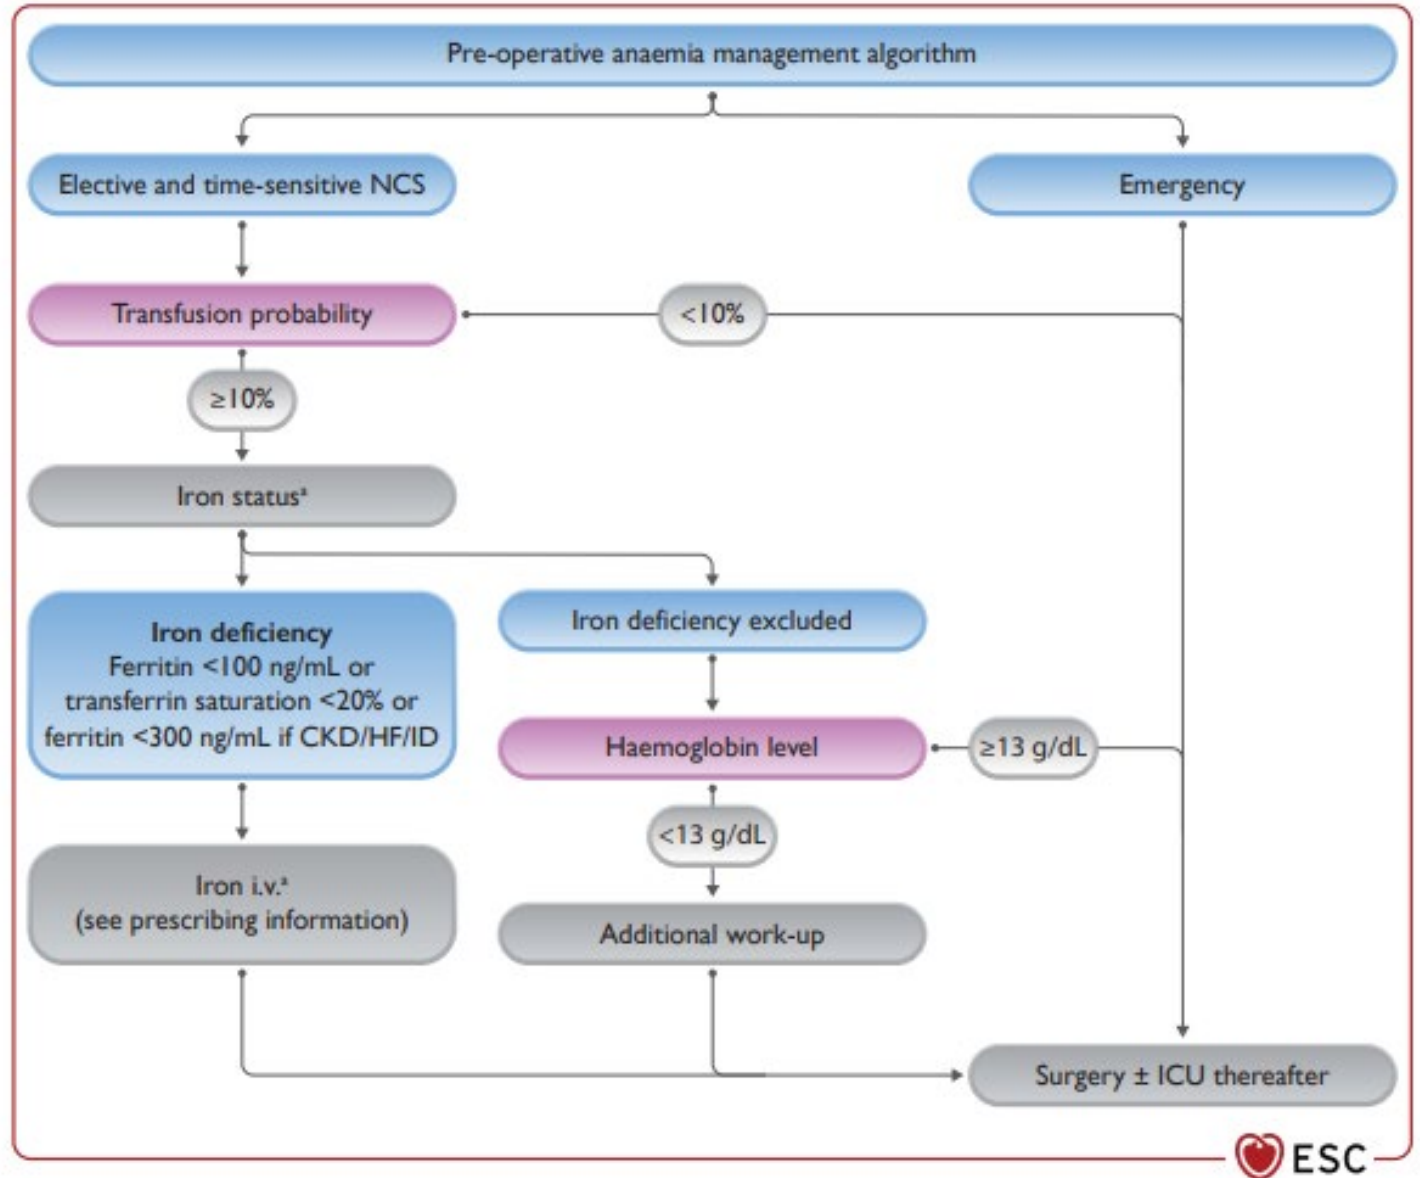 Pre-operative anaemia management algorithm
Elective and time-sensitive NCS
Emergency
Transfusion probability
<10%
≥10%
Iron statusᵃ
Iron deficiency
Ferritin <100 ng/mL or
transferrin saturation <20% or
ferritin <300 ng/mL if CKD/HF/ID
Iron deficiency excluded
Haemoglobin level
≥13 g/dL
<13 g/dL
Iron i.v.ᵃ
(see prescribing information)
Additional work-up
Surgery ± ICU thereafter
ESC